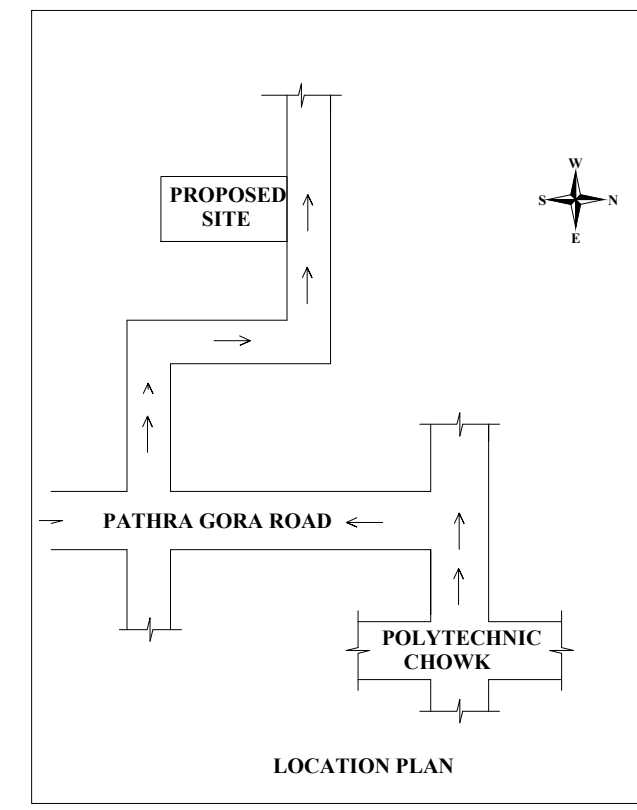 W
S
N
E
PROPOSED
SITE
PATHRA GORA ROAD
POLYTECHNIC
CHOWK
LOCATION PLAN